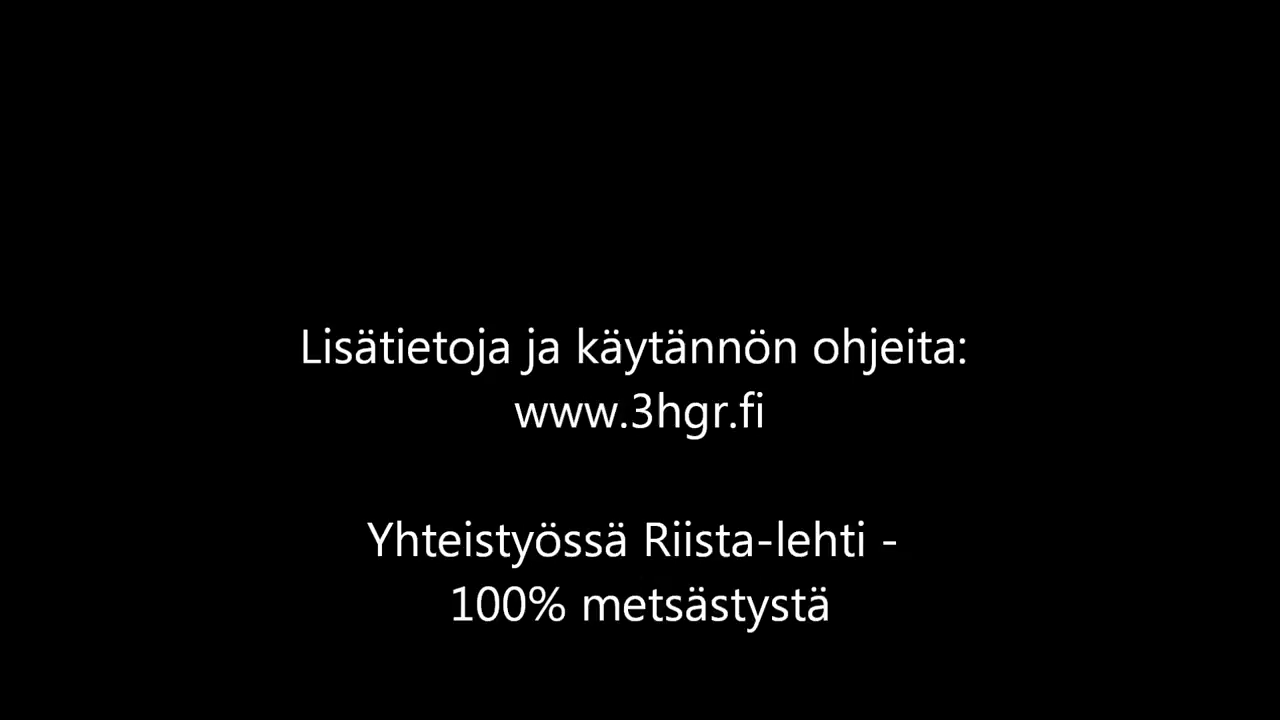 Lisätietoja ja käytännön ohjeita:
www.3hgr.fi
Yhteistyössä Riista-lehti -
100% metsästystä